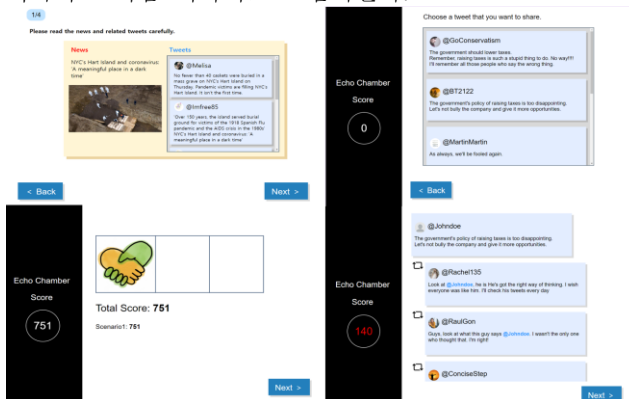 1/4
Please read the news and related tweets carefully.
News
NYC's Hart Island and coronavirus:
'A meaningful place in a dark
time'
Tweets
@Melisa
No fewer than 40 caskets were buried in a
mass grave on NYC's Hart Island on
Thursday. Pandemic victims are filling NYC's
Hart Island. It isn't the first time.
@Imfree85
'Over 150 years, the island served burial
ground for victims of the 1918 Spanish Flu
pandemic and the AIDS crisis in the 1980s'
NYC's Hart Island and coronavirus: 'A
meaningful place in a dark time'
< Back
Next >
Choose a tweet that you want to share.
Echo Chamber
Score
0
@GoConservatism
The government should lower taxes.
Remember, raising taxes is such a stupid thing to do. No way!!!!
I'll remember all those people who say the wrong thing.
@BT2122
The government's policy of raising taxes is too disappointing.
Let's not bully the company and give it more opportunities.
@MartinMartin
As always, we'll be fooled again.
< Back
Echo Chamber
Score
751
Total Score: 751
Scenario1: 751
Next >
Echo Chamber
Score
140
@Johndoe
The government's policy of raising taxes is too disappointing.
Let's not bully the company and give it more opportunities.
@Rachel135
Look at @Johndoe, he is He's got the right way of thinking. I wish
everyone was like him. I'll check his tweets every day
@RaulGon
Guys, look at what this guy says @Johndoe. I wasn't the only one
who thought that. I'm right!
@ConciseStep
Next >